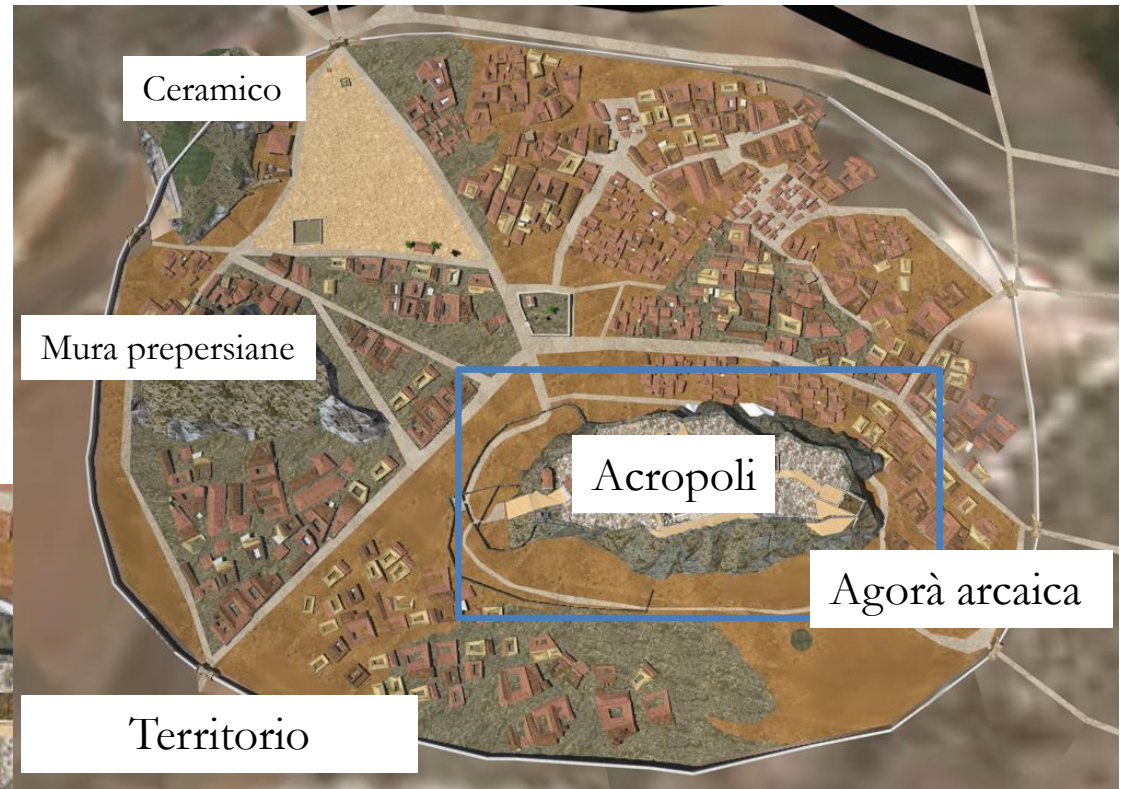 Ceramico
Mura prepersiane
Acropoli
Agorà arcaica
Territorio